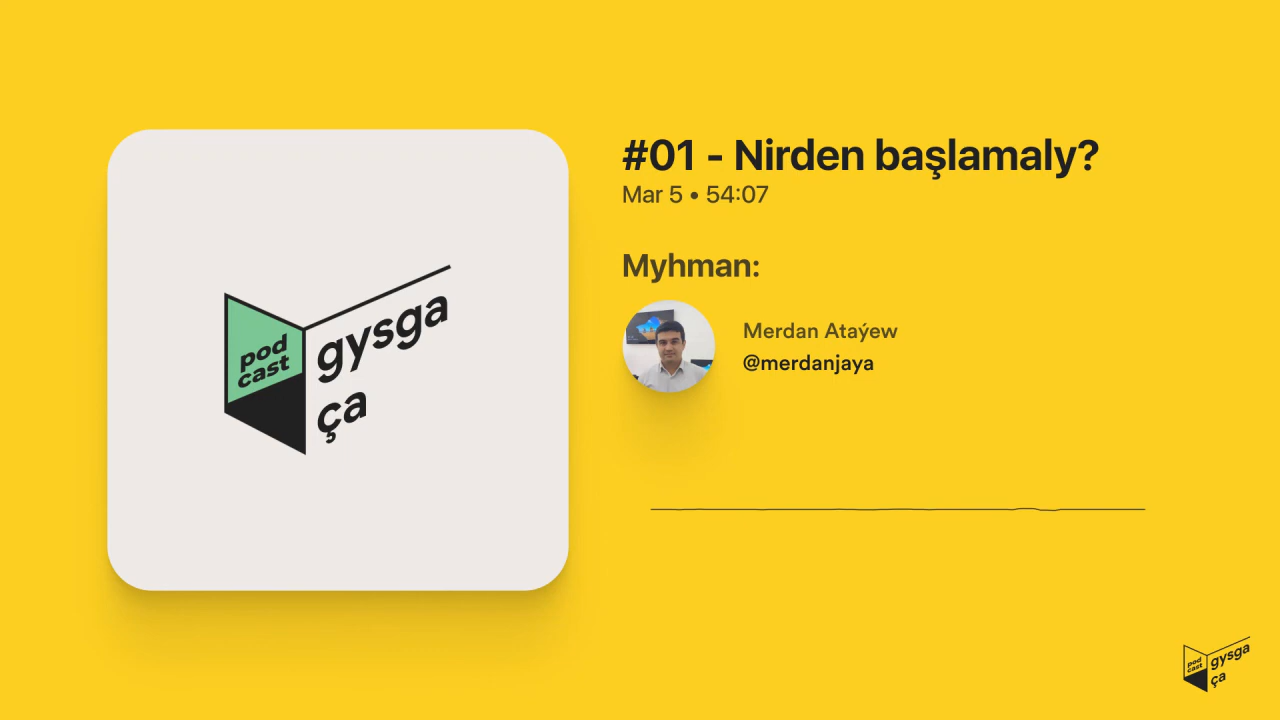 pod
cast
gysga
ça
#01 - Nirden başlamaly?
Mar 5 • 54:07
Myhman:
Merdan Ataýew
@merdanjaya
pod
cast
gysga
ça